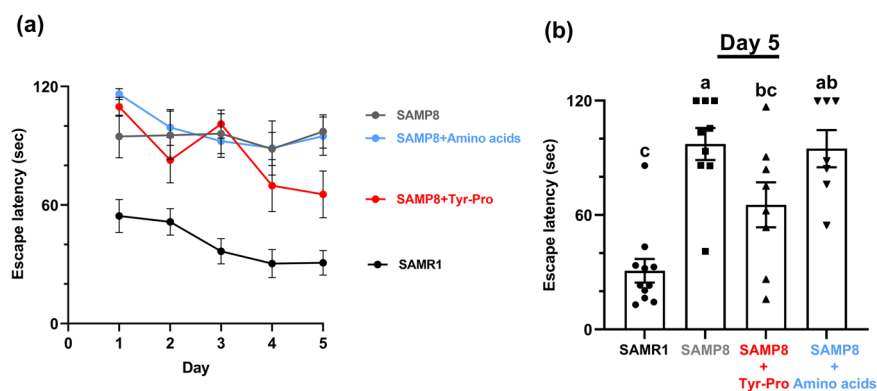 (a)
Escape latency (sec)
120
60
0
0 1 2 3 4 5
Day
SAMP8
SAMP8+Amino acids
SAMP8+Tyr-Pro
SAMR1
(b)
Day 5
Escape latency (sec)
120
80
40
0
c
a
bc
ab
SAMR1
SAMP8
SAMP8
+
Tyr-Pro
SAMP8
+
Amino acids